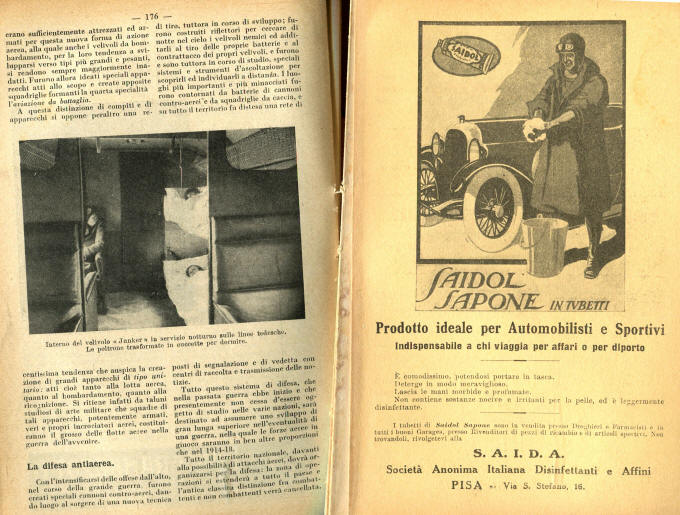 — 176 —
erano sufficientemente attrezzati ed ar-
mati per questa nuova forma di azione
aerea, alla quale anche i velivoli da bom-
bardamento, per la loro tendenza a svi-
lupparsi verso tipi più grandi e pesanti,
si rendono sempre maggiormente ina-
datti. Furono allora ideati speciali appa-
recchi atti allo scopo e create apposite
squadriglie formanti la quarta specialità
l'aviazione da battaglia.
A questa distinzione di compiti e di
apparecchi si oppone peraltro una re-
di tiro, tuttora in corso di sviluppo; fu-
rono costruiti riflettori per cercare di
notte nel cielo i velivoli nemici ed addi-
tarli al tiro delle proprie batterie e al
contrattacco dei propri velivoli, e furono
e sono tuttora in corso di studio, speciali
sistemi e strumenti d'ascoltazione per
scoprirli ed individuarli a distanza. I luo-
ghi più importanti e più minacciati fu-
rono contornati da batterie di cannoni
contro-aerei e da squadriglie da caccia, e
su tutto il territorio fu distesa una rete di
Interno del velivolo «Junker» in servizio notturno sulle linee tedesche.
Le poltrone trasformate in cuccette per dormire.
centissima tendenza che auspica la crea-
zione di grandi apparecchi di tipo uni-
tario: atti cioè tanto alla lotta aerea,
quanto al bombardamento, quanto alla
ricognizione. Si ritiene infatti da taluni
studiosi di arte militare che squadre di
tali apparecchi, potentemente armati,
veri e propri incrociatori aerei, costitui-
ranno il grosso delle flotte aeree nella
guerra dell'avvenire.
La difesa antiaerea.
Con l'intensificarsi delle offese dall'alto,
nel corso della grande guerra, furono
creati speciali cannoni contro-aerei, dan-
do luogo al sorgere di una nuova tecnica
posti di segnalazione e di vedetta con
centri di raccolta e trasmissione delle no-
tizie.
Tutto questo sistema di difesa, che
nella passata guerra ebbe inizio e che
presentemente non cessa d'essere og-
getto di studio nelle varie nazioni, sarà
destinato ad assumere uno sviluppo di
gran lunga superiore nell'eventualità di
una guerra, nella quale le forze aeree in
giuoco saranno in ben altre proporzioni
che nel 1914-18.
Tutto il territorio nazionale, davanti
alla possibilità di attacchi aerei, dovrà or-
ganizzarsi per la difesa: la zona di ope-
razioni si estenderà a tutto il paese e
l'antica classica distinzione fra combat-
tenti e non combattenti verrà cancellata.
SAIDOL
SAIDOL
SAPONE IN TVBETTI
Prodotto ideale per Automobilisti e Sportivi
Indispensabile a chi viaggia per affari o per diporto
È comodissimo, potendosi portare in tasca.
Deterge in modo meraviglioso.
Lascia le mani morbide e profumate.
Non contiene sostanze nocive e irritanti per la pelle, ed è leggermente
disinfettante.
I tubetti di Saidol Sapone sono in vendita presso Droghieri e Farmacisti e in
tutti i buoni Garages, presso Rivenditori di pezzi di ricambio e di articoli sportivi. Non
trovandoli, rivolgetevi alla
S. A. I. D. A.
Società Anonima Italiana Disinfettanti e Affini
PISA - Via S. Stefano, 16.